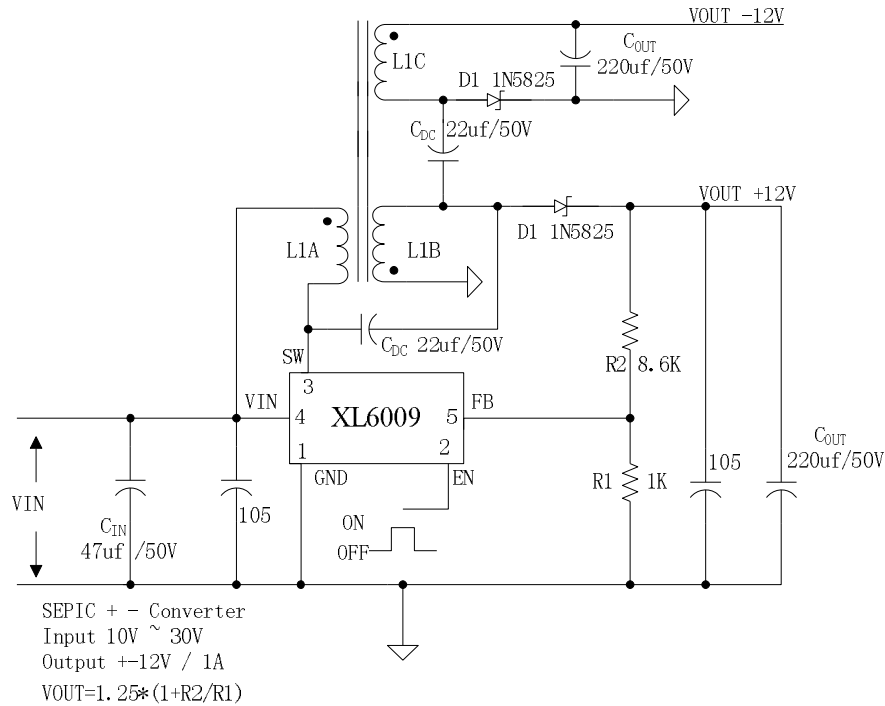 VOUT -12V
COUT
220uf/50V
L1C
D1 1N5825
CDC 22uf/50V
VOUT +12V
D1 1N5825
L1A
L1B
CDC 22uf/50V
SW
3
R2 8.6K
VIN
4
XL6009
5
FB
1
2
GND
EN
R1
1K
105
COUT
220uf/50V
VIN
CIN
47uf /50V
105
ON
OFF
SEPIC + - Converter
Input 10V ~ 30V
Output +-12V / 1A
VOUT=1.25*(1+R2/R1)